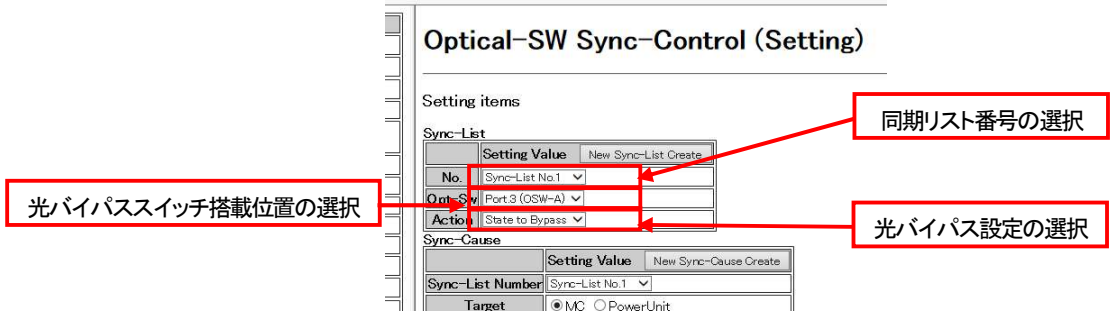 Optical-SW Sync-Control (Setting)
Setting items
同期リスト番号の選択
Sync-List
Setting Value New Sync-List Create
No. Sync-List No.1
光バイパススイッチ搭載位置の選択
Opt-Sw Port.3 (OSW-A)
Action State to Bypass
光バイパス設定の選択
Sync-Cause
Setting Value New Sync-Cause Create
Sync-List Number Sync-List No.1
Target MC PowerUnit